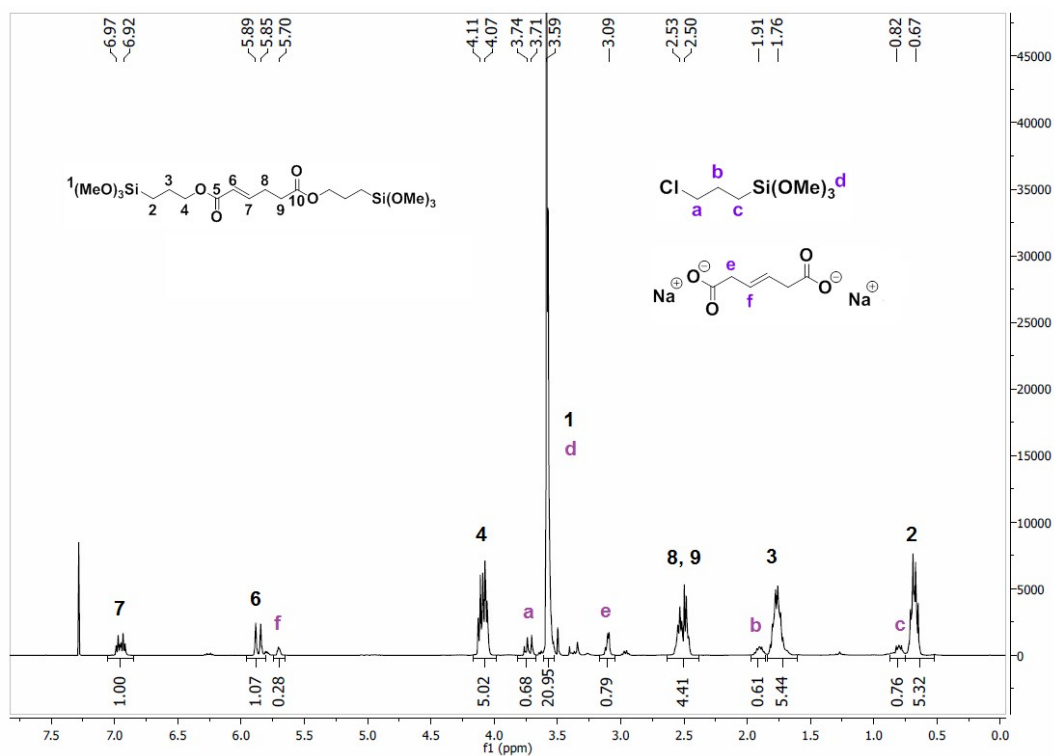 6.97
6.92
5.89
5.85
5.70
4.11
4.07
3.74
3.71
3.59
3.09
2.53
2.50
1.91
1.76
0.82
0.67
1(MeO)3Si
2
3
4
O
5
O
6
7
8
9
O
10
O
Si(OMe)3
Cl
a
b
c
Si(OMe)3
d
Na+
O−
O
e
f
O
O−
Na+
1
d
7
6
f
4
a
e
8, 9
b
3
c
2
1.00
1.07
0.28
5.02
0.68
20.95
0.79
4.41
0.61
5.44
0.76
5.32
45000
40000
35000
30000
25000
20000
15000
10000
5000
0
7.5
7.0
6.5
6.0
5.5
5.0
4.5
4.0
3.5
3.0
2.5
2.0
1.5
1.0
0.5
0.0
f1 (ppm)